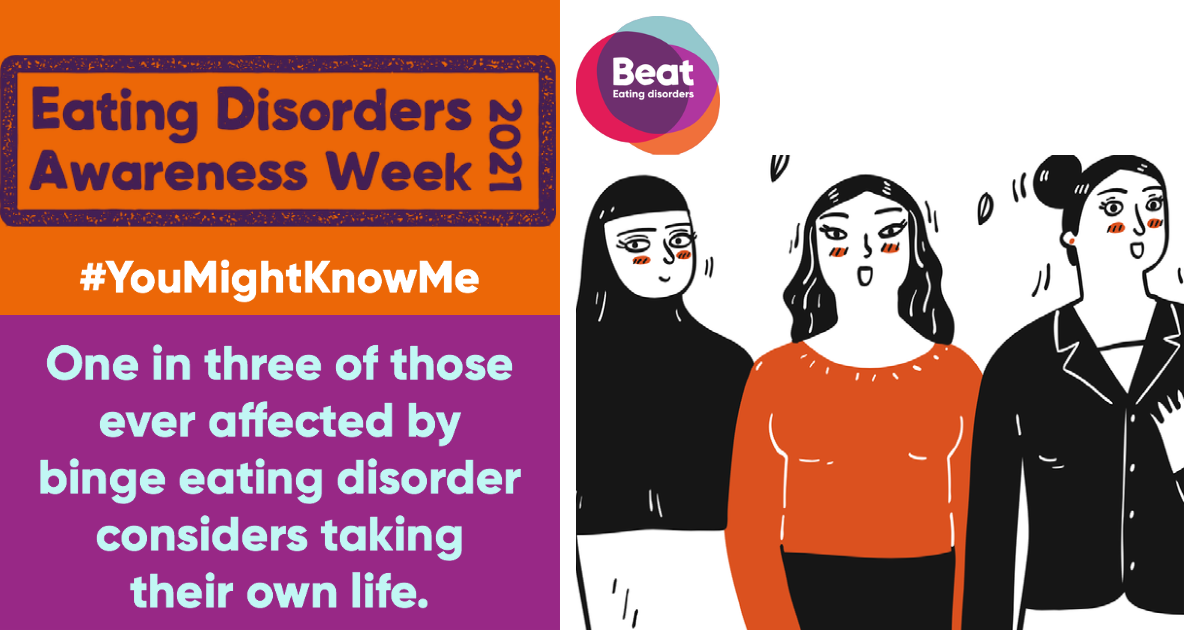 Eating Disorders
Awareness Week
2021
#YouMightKnowMe
One in three of those
ever affected by
binge eating disorder
considers taking
their own life.
Beat
Eating disorders